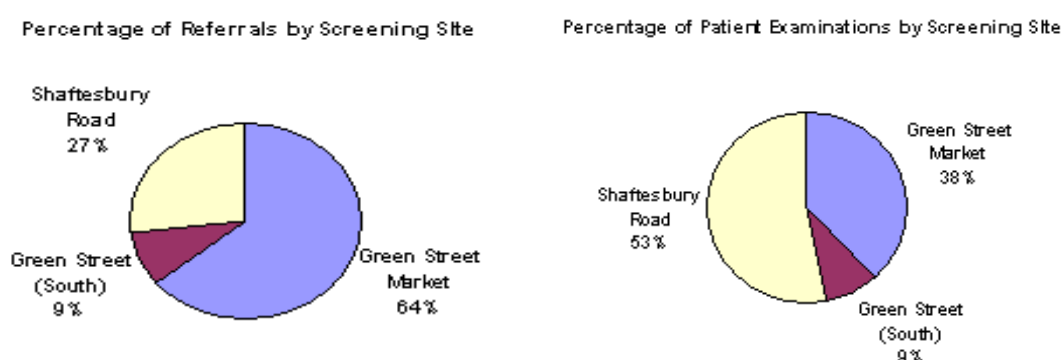 Percentage of Referrals by Screening Site
Shaftesbury
Road
27%
Green Street
(South)
9%
Green Street
Market
64%
Percentage of Patient Examinations by Screening Site
Green Street
Market
38%
Shaftesbury
Road
53%
Green Street
(South)
9%